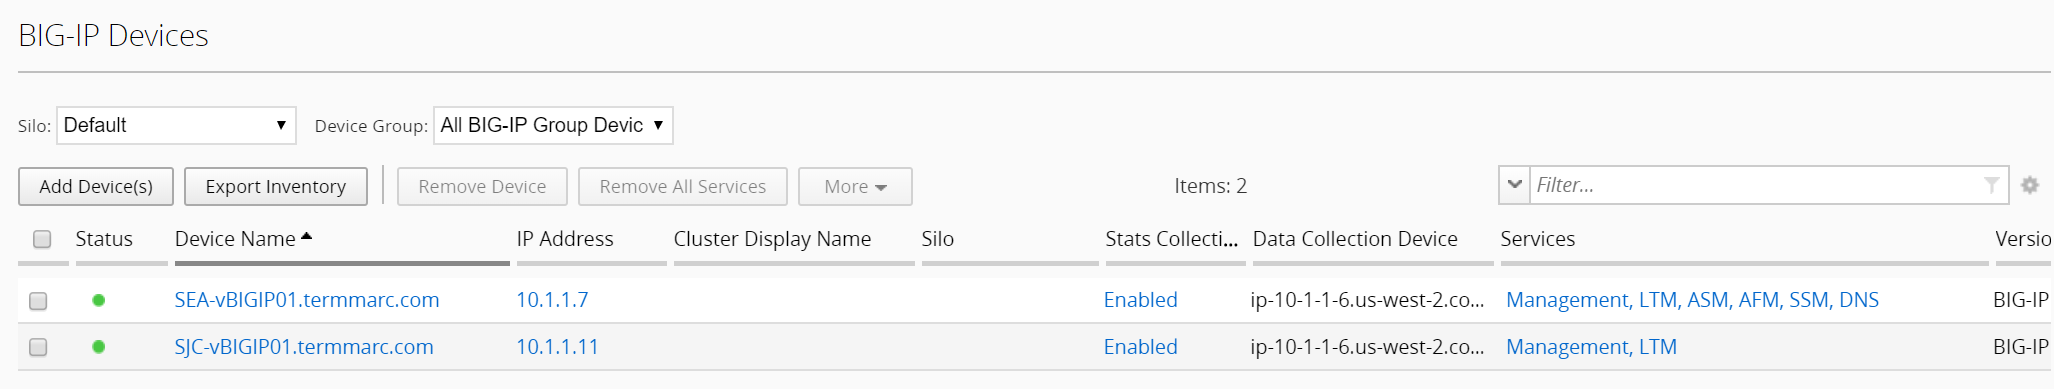 BIG-IP Devices
Silo: Default Device Group: All BIG-IP Group Devic
Add Device(s) Export Inventory Remove Device Remove All Services More Items: 2 Filter...
Status Device Name IP Address Cluster Display Name Silo Stats Collecti... Data Collection Device Services Versio
SEA-vBIGIP01.termmarc.com 10.1.1.7 Enabled ip-10-1-1-6.us-west-2.co... Management, LTM, ASM, AFM, SSM, DNS BIG-IP
SJC-vBIGIP01.termmarc.com 10.1.1.11 Enabled ip-10-1-1-6.us-west-2.co... Management, LTM BIG-IP